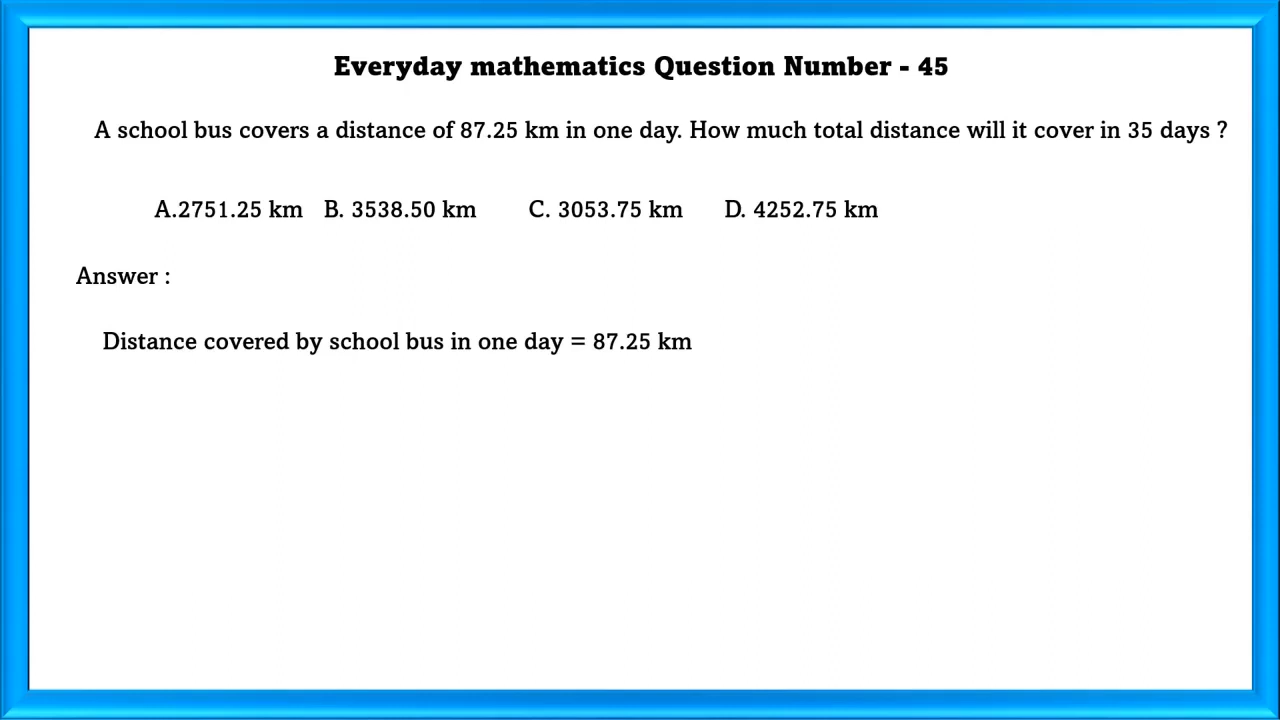 Everyday mathematics Question Number - 45
A school bus covers a distance of 87.25 km in one day. How much total distance will it cover in 35 days ?
A.2751.25 km B. 3538.50 km C. 3053.75 km D. 4252.75 km
Answer :
Distance covered by school bus in one day = 87.25 km